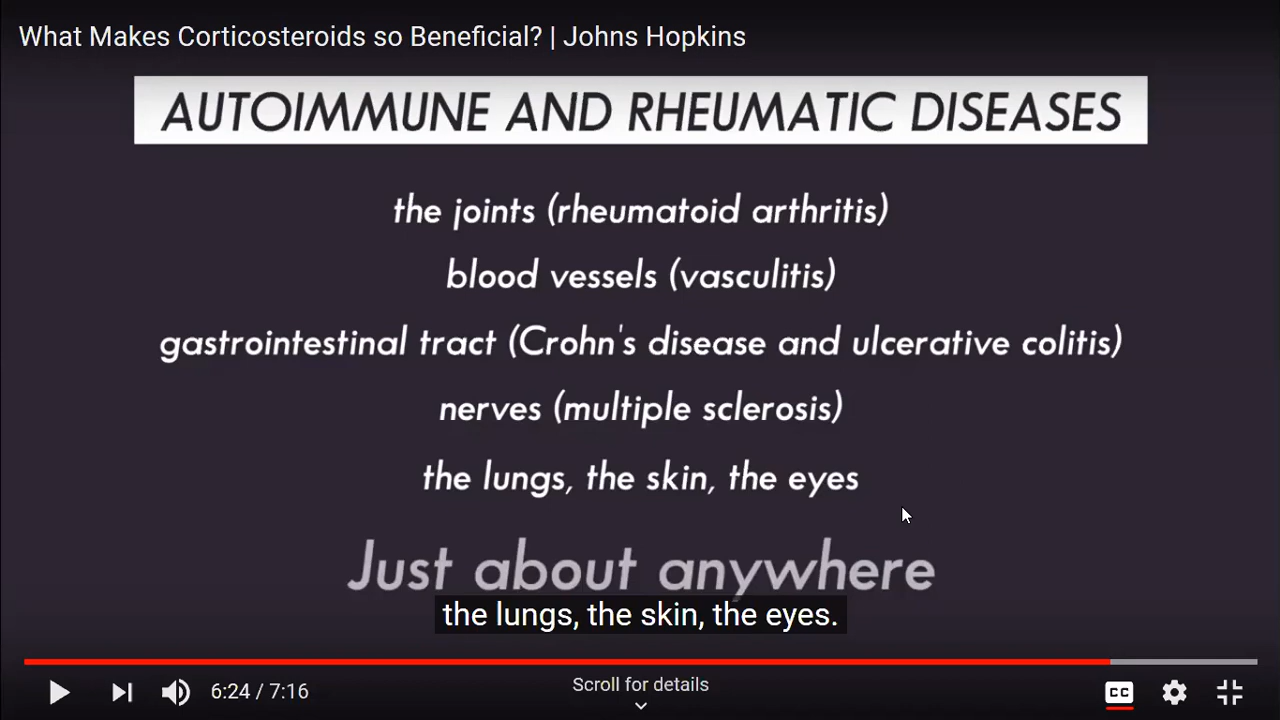 What Makes Corticosteroids so Beneficial? | Johns Hopkins
AUTOIMMUNE AND RHEUMATIC DISEASES
the joints (rheumatoid arthritis)
blood vessels (vasculitis)
gastrointestinal tract (Crohn's disease and ulcerative colitis)
nerves (multiple sclerosis)
the lungs, the skin, the eyes
Just about anywhere
the lungs, the skin, the eyes.
6:24 / 7:16
Scroll for details
CC